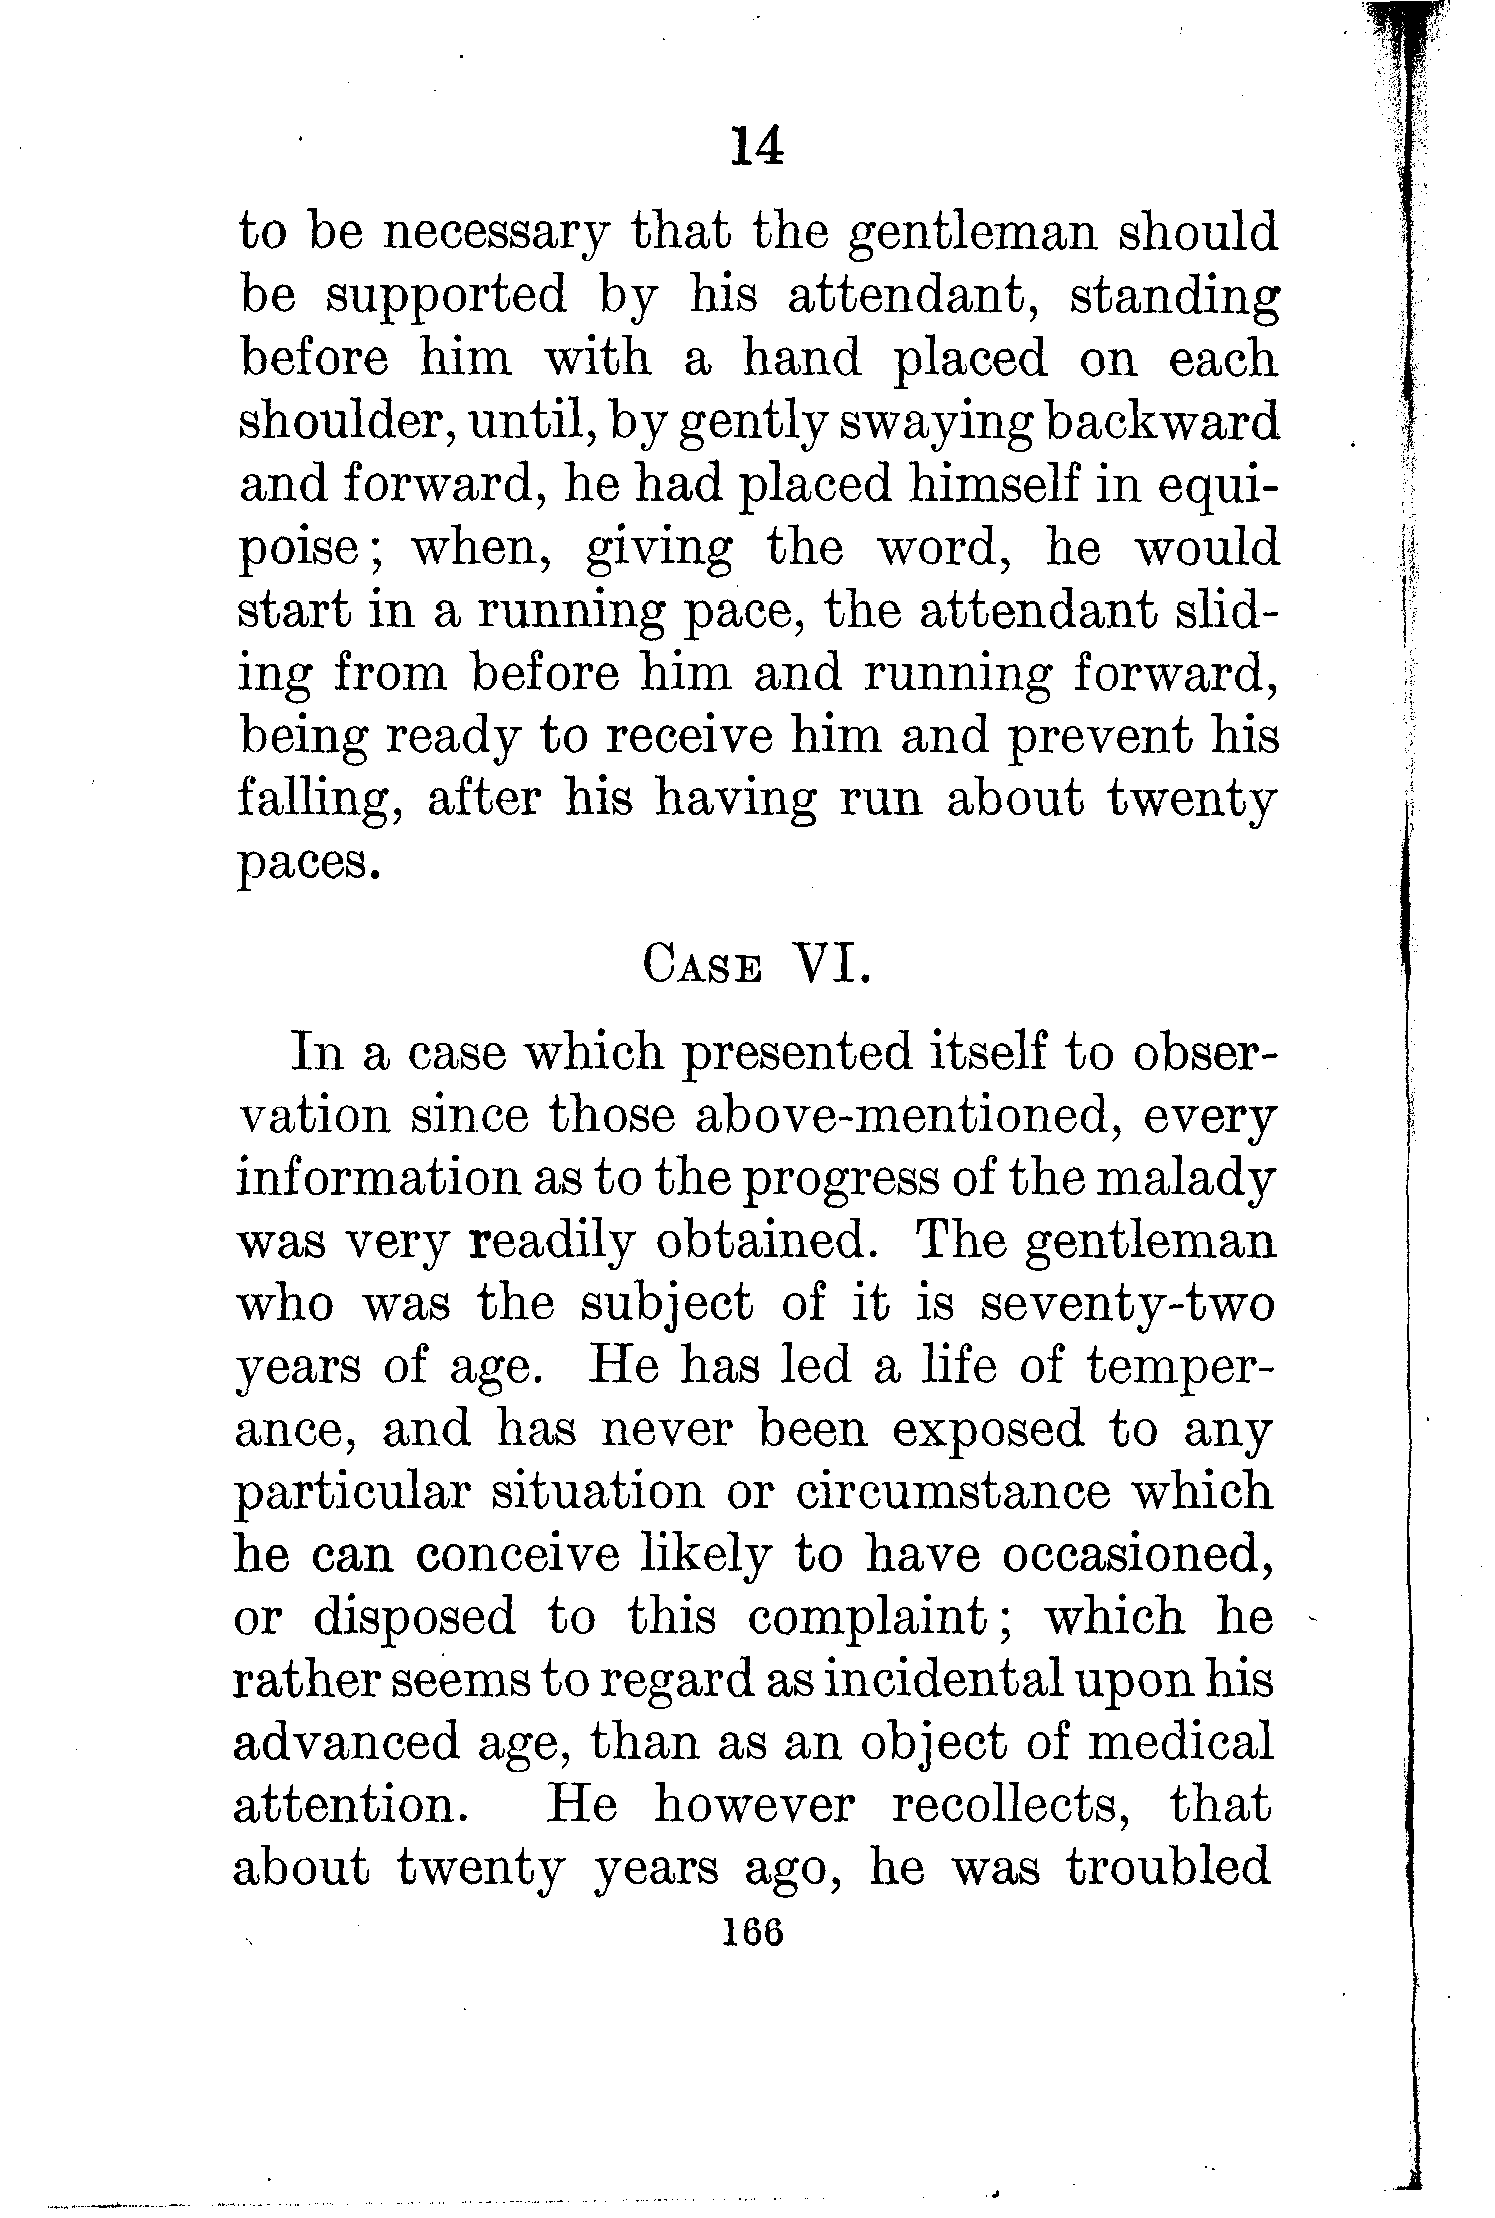 14
to be necessary that the gentleman should
be supported by his attendant, standing
before him with a hand placed on each
shoulder, until, by gently swaying backward
and forward, he had placed himself in equi-
poise; when, giving the word, he would
start in a running pace, the attendant slid-
ing from before him and running forward,
being ready to receive him and prevent his
falling, after his having run about twenty
paces.
CASE VI.
In a case which presented itself to obser-
vation since those above-mentioned, every
information as to the progress of the malady
was very readily obtained. The gentleman
who was the subject of it is seventy-two
years of age. He has led a life of temper-
ance, and has never been exposed to any
particular situation or circumstance which
he can conceive likely to have occasioned,
or disposed to this complaint; which he
rather seems to regard as incidental upon his
advanced age, than as an object of medical
attention. He however recollects, that
about twenty years ago, he was troubled
166